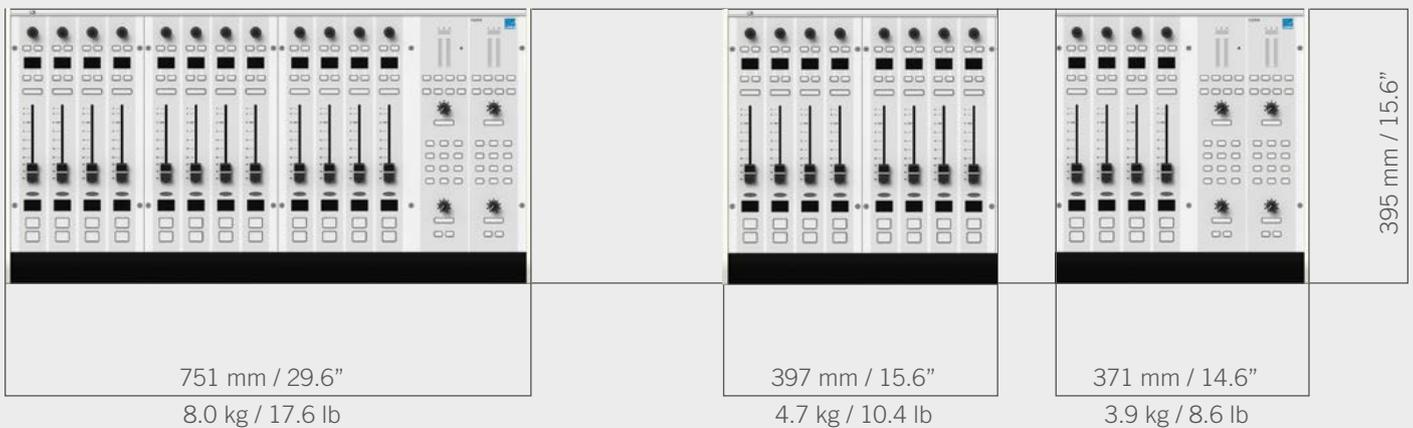 751 mm / 29.6”
8.0 kg / 17.6 lb
397 mm / 15.6”
4.7 kg / 10.4 lb
371 mm / 14.6”
3.9 kg / 8.6 lb
395 mm / 15.6”